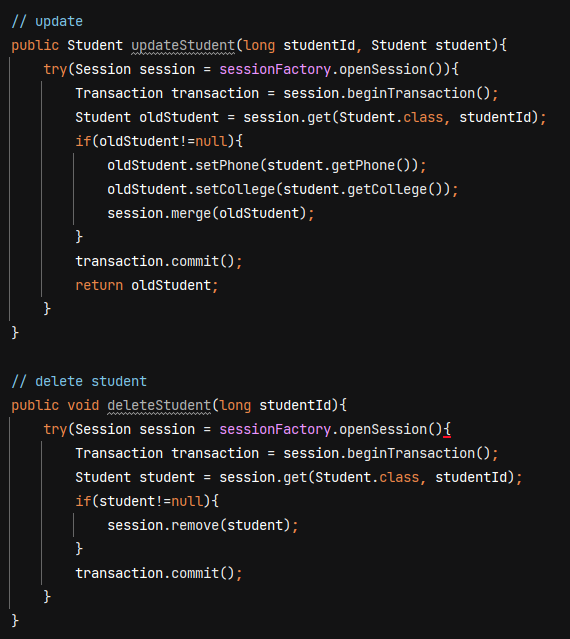 // update
public Student updateStudent(long studentId, Student student){
    try(Session session = sessionFactory.openSession()){
        Transaction transaction = session.beginTransaction();
        Student oldStudent = session.get(Student.class, studentId);
        if(oldStudent!=null){
            oldStudent.setPhone(student.getPhone());
            oldStudent.setCollege(student.getCollege());
            session.merge(oldStudent);
        }
        transaction.commit();
        return oldStudent;
    }
}

// delete student
public void deleteStudent(long studentId){
    try(Session session = sessionFactory.openSession(){
        Transaction transaction = session.beginTransaction();
        Student student = session.get(Student.class, studentId);
        if(student!=null){
            session.remove(student);
        }
        transaction.commit();
    }
}